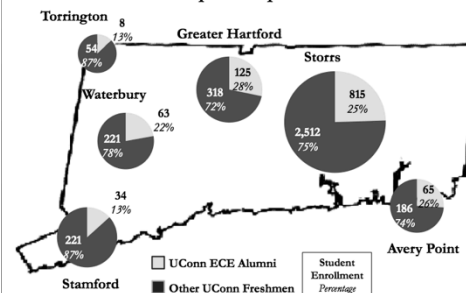 Torrington
8
13%
54
87%
Greater Hartford
125
28%
318
72%
Storrs
815
25%
2,512
75%
Waterbury
63
22%
221
78%
34
13%
221
87%
Stamford
65
26%
186
74%
Avery Point
UConn ECE Alumni
Other UConn Freshmen
Student
Enrollment
Percentage